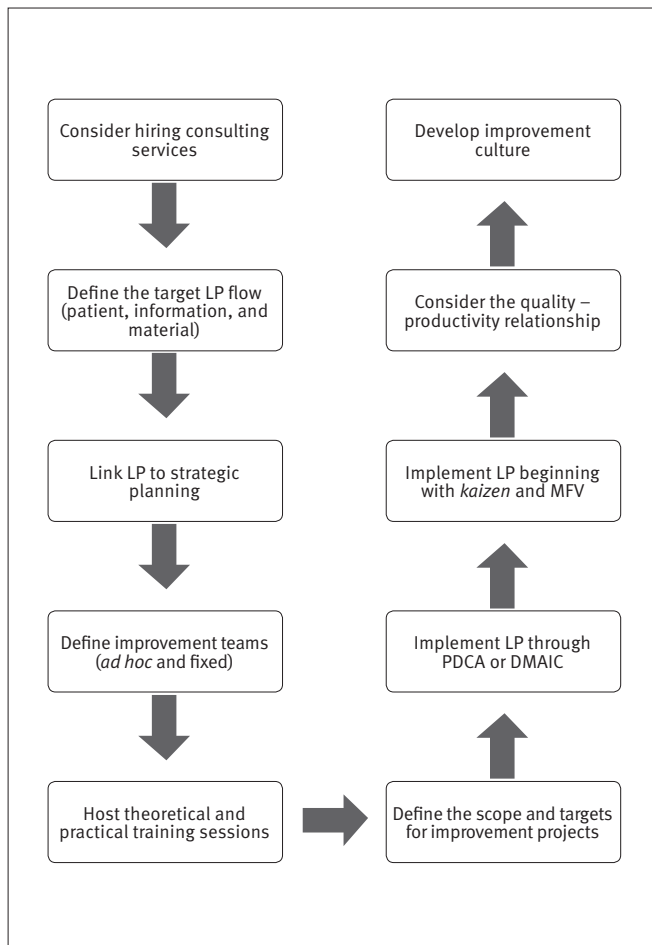 Consider hiring consulting
services
Define the target LP flow
(patient, information, and
material)
Link LP to strategic
planning
Define improvement teams
(ad hoc and fixed)
Host theoretical and
practical training sessions
Define the scope and targets
for improvement projects
Implement LP through
PDCA or DMAIC
Implement LP beginning
with kaizen and MFV
Consider the quality –
productivity relationship
Develop improvement
culture